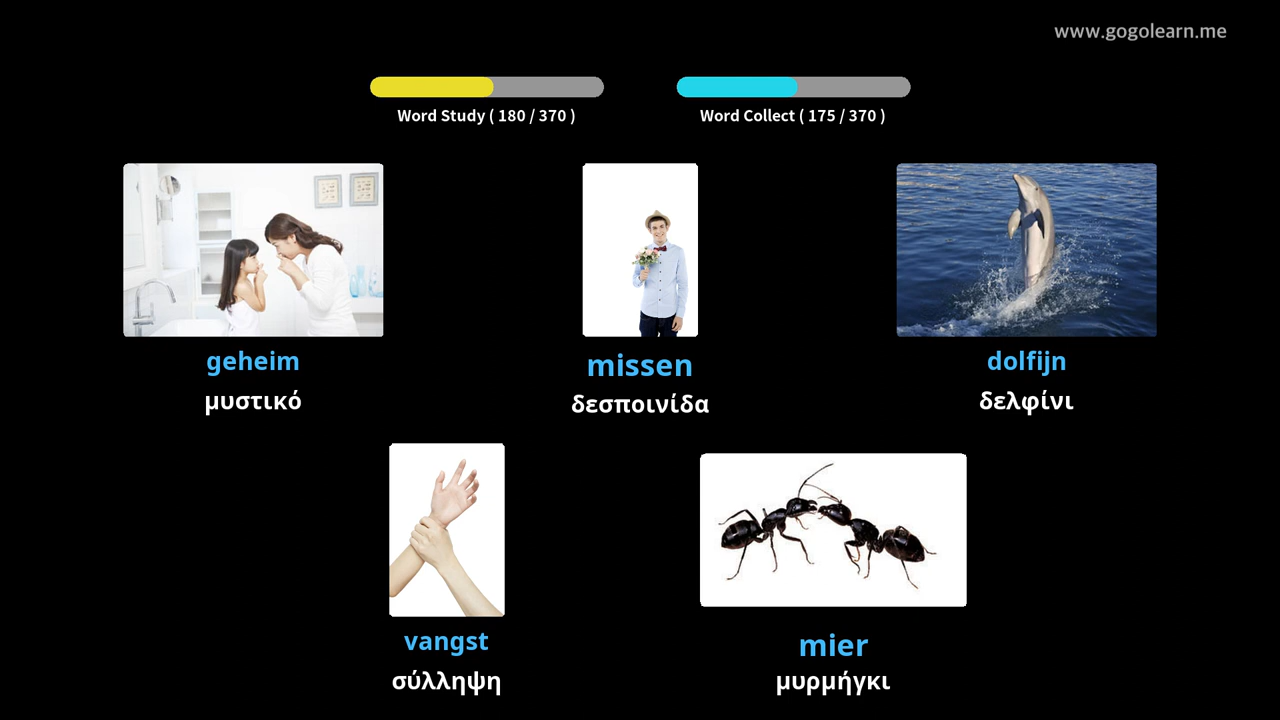 www.gogolearn.me
Word Study ( 180 / 370 )
Word Collect ( 175 / 370 )
geheim
μυστικό
missen
δεσποινίδα
dolfijn
δελφίνι
vangst
σύλληψη
mier
μυρμήγκι